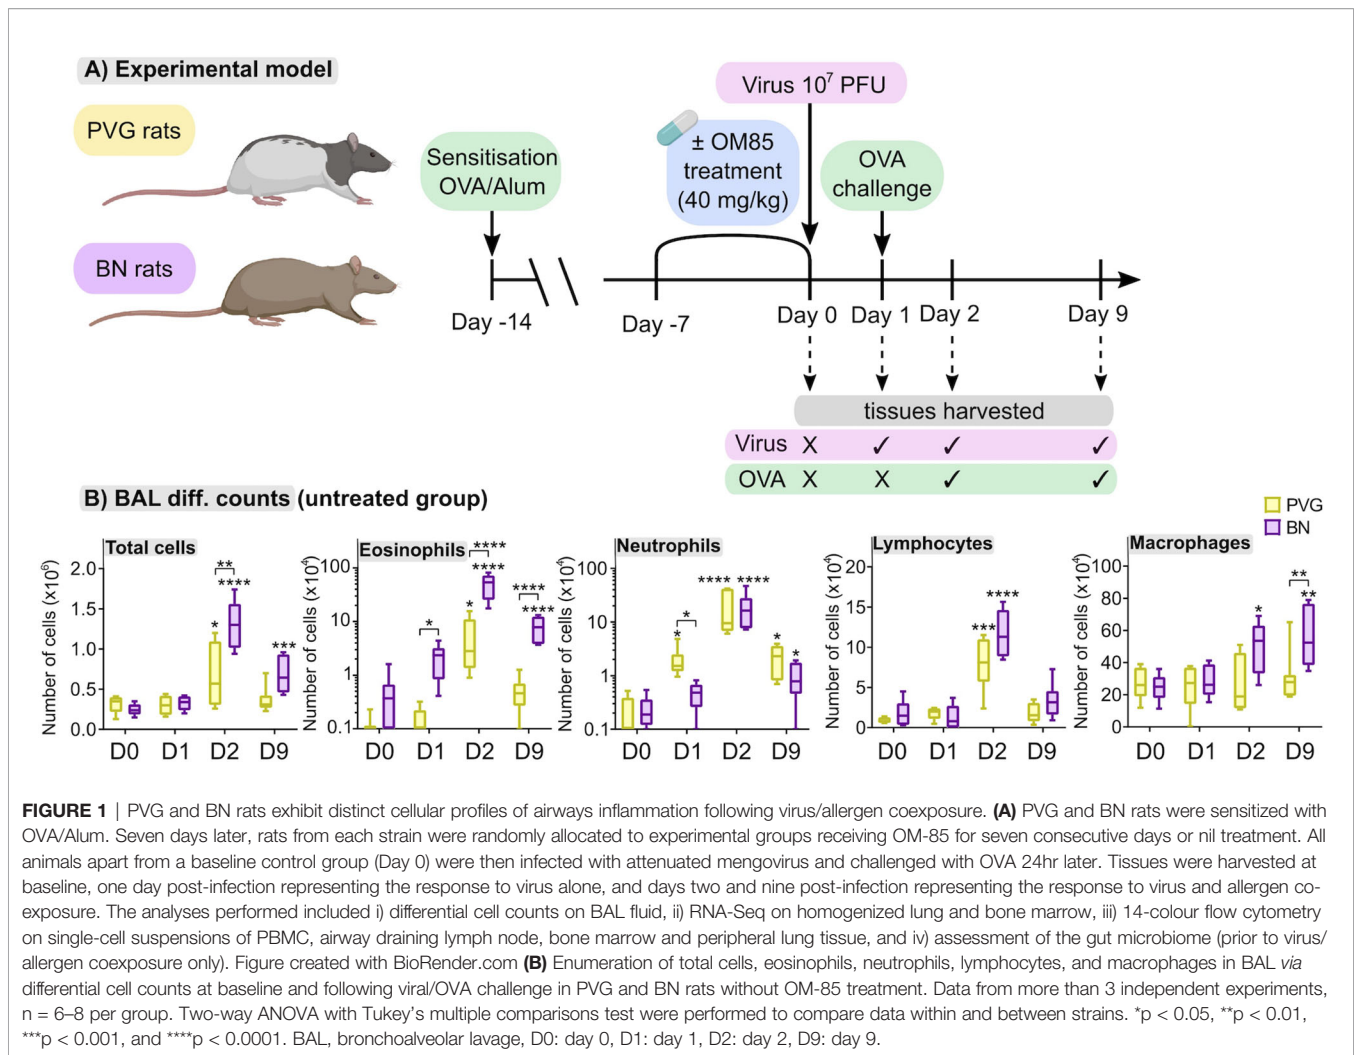 A) Experimental model
PVG rats
BN rats
Sensitisation
OVA/Alum
Virus 10⁷ PFU
± OM85
treatment
(40 mg/kg)
OVA
challenge
Day -14
Day -7
Day 0
Day 1
Day 2
Day 9
tissues harvested
Virus X ✓ ✓ ✓
OVA X X ✓ ✓
B) BAL diff. counts (untreated group)
PVG
BN
Total cells
Number of cells (x10⁶)
2.0
1.5
1.0
0.5
0.0
* ** **** ***
D0 D1 D2 D9
Eosinophils
Number of cells (x10⁴)
100
10
1
0.1
* * **** **** **** ****
D0 D1 D2 D9
Neutrophils
Number of cells (x10⁴)
100
10
1
0.1
* * **** **** * *
D0 D1 D2 D9
Lymphocytes
Number of cells (x10⁴)
20
15
10
5
0
*** ****
D0 D1 D2 D9
Macrophages
Number of cells (x10⁴)
100
80
60
40
20
0
* ** **
D0 D1 D2 D9
FIGURE 1 | PVG and BN rats exhibit distinct cellular profiles of airways inflammation following virus/allergen coexposure. (A) PVG and BN rats were sensitized with
OVA/Alum. Seven days later, rats from each strain were randomly allocated to experimental groups receiving OM-85 for seven consecutive days or nil treatment. All
animals apart from a baseline control group (Day 0) were then infected with attenuated mengovirus and challenged with OVA 24hr later. Tissues were harvested at
baseline, one day post-infection representing the response to virus alone, and days two and nine post-infection representing the response to virus and allergen co-
exposure. The analyses performed included i) differential cell counts on BAL fluid, ii) RNA-Seq on homogenized lung and bone marrow, iii) 14-colour flow cytometry
on single-cell suspensions of PBMC, airway draining lymph node, bone marrow and peripheral lung tissue, and iv) assessment of the gut microbiome (prior to virus/
allergen coexposure only). Figure created with BioRender.com (B) Enumeration of total cells, eosinophils, neutrophils, lymphocytes, and macrophages in BAL via
differential cell counts at baseline and following viral/OVA challenge in PVG and BN rats without OM-85 treatment. Data from more than 3 independent experiments,
n = 6–8 per group. Two-way ANOVA with Tukey's multiple comparisons test were performed to compare data within and between strains. *p < 0.05, **p < 0.01,
***p < 0.001, and ****p < 0.0001. BAL, bronchoalveolar lavage, D0: day 0, D1: day 1, D2: day 2, D9: day 9.